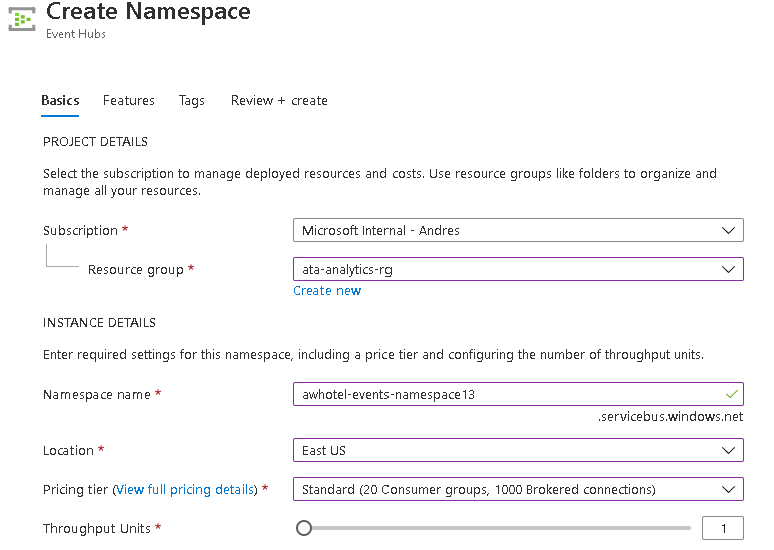 Create Namespace
Event Hubs
Basics Features Tags Review + create
PROJECT DETAILS
Select the subscription to manage deployed resources and costs. Use resource groups like folders to organize and
manage all your resources.
Subscription * Microsoft Internal - Andres
Resource group * ata-analytics-rg
Create new
INSTANCE DETAILS
Enter required settings for this namespace, including a price tier and configuring the number of throughput units.
Namespace name * awhotel-events-namespace13
.servicebus.windows.net
Location * East US
Pricing tier (View full pricing details) * Standard (20 Consumer groups, 1000 Brokered connections)
Throughput Units * 1